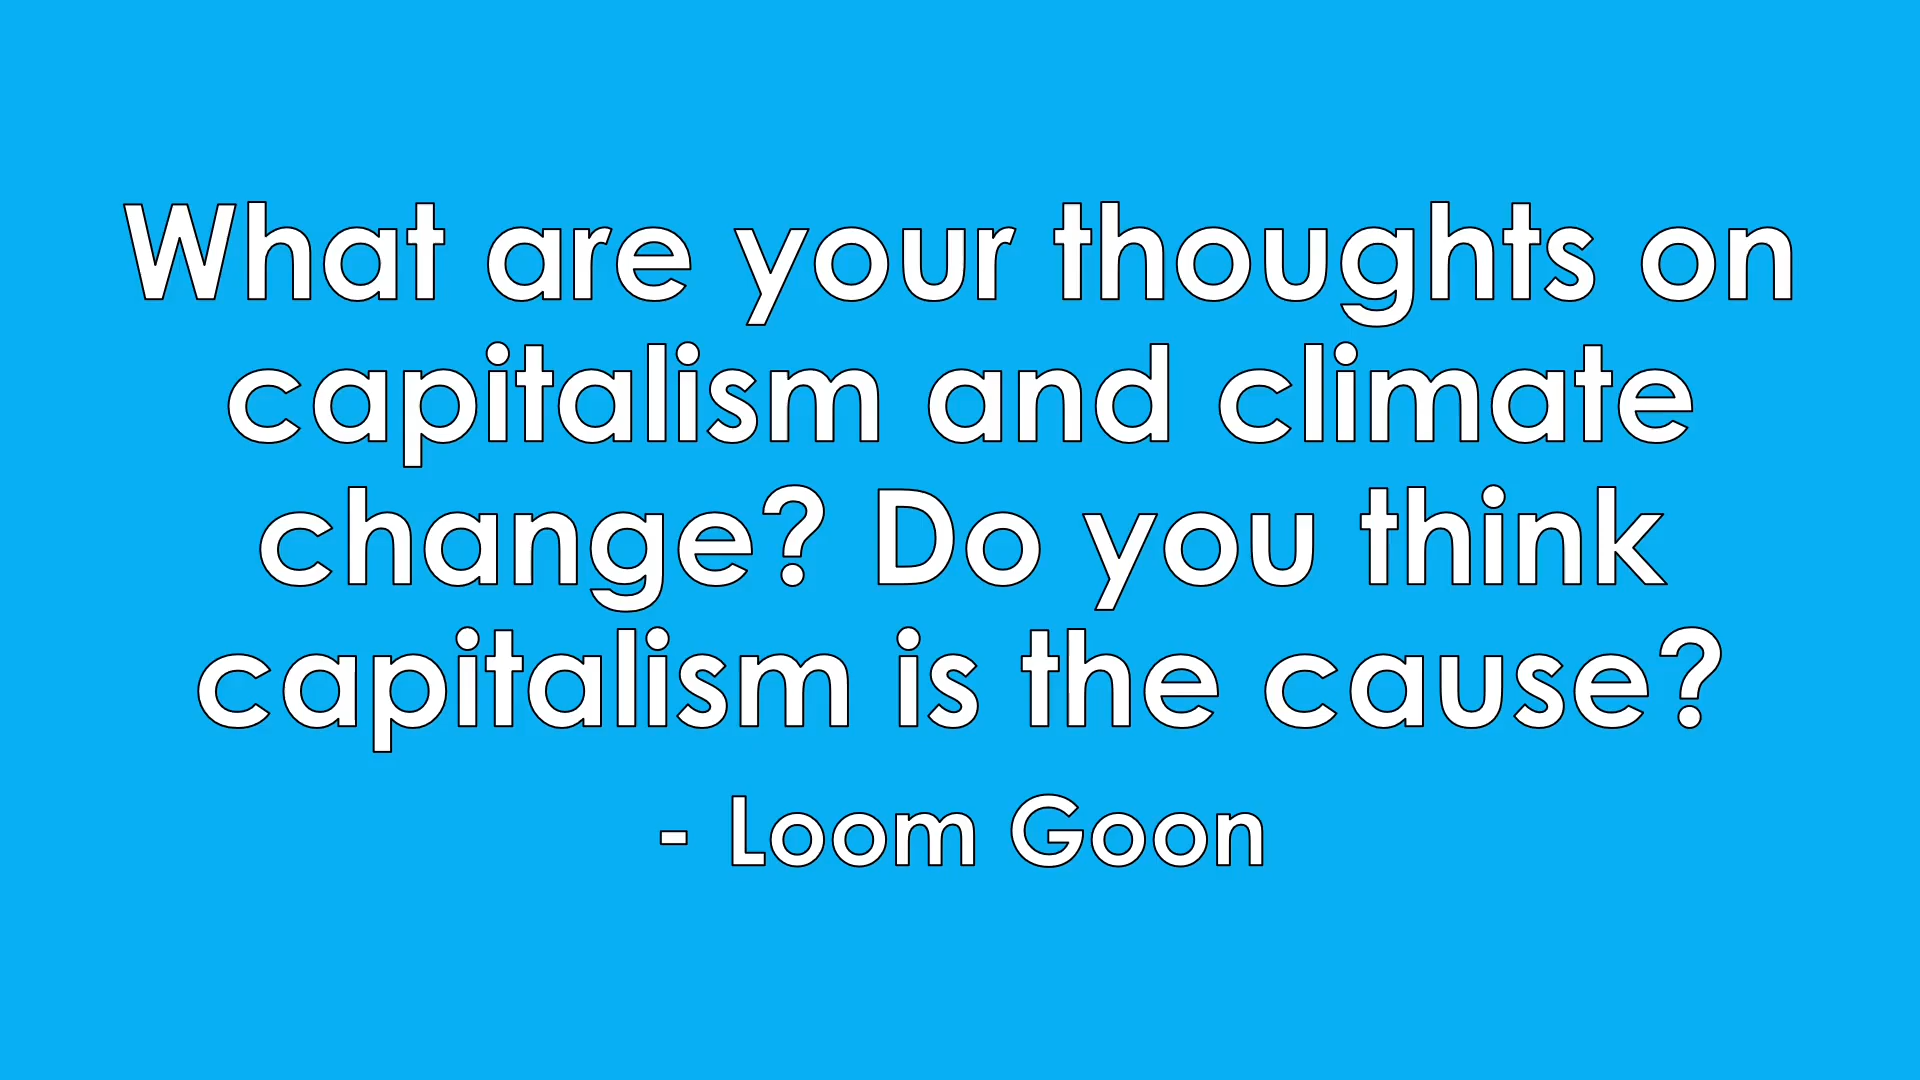 What are your thoughts on
capitalism and climate
change? Do you think
capitalism is the cause?
- Loom Goon